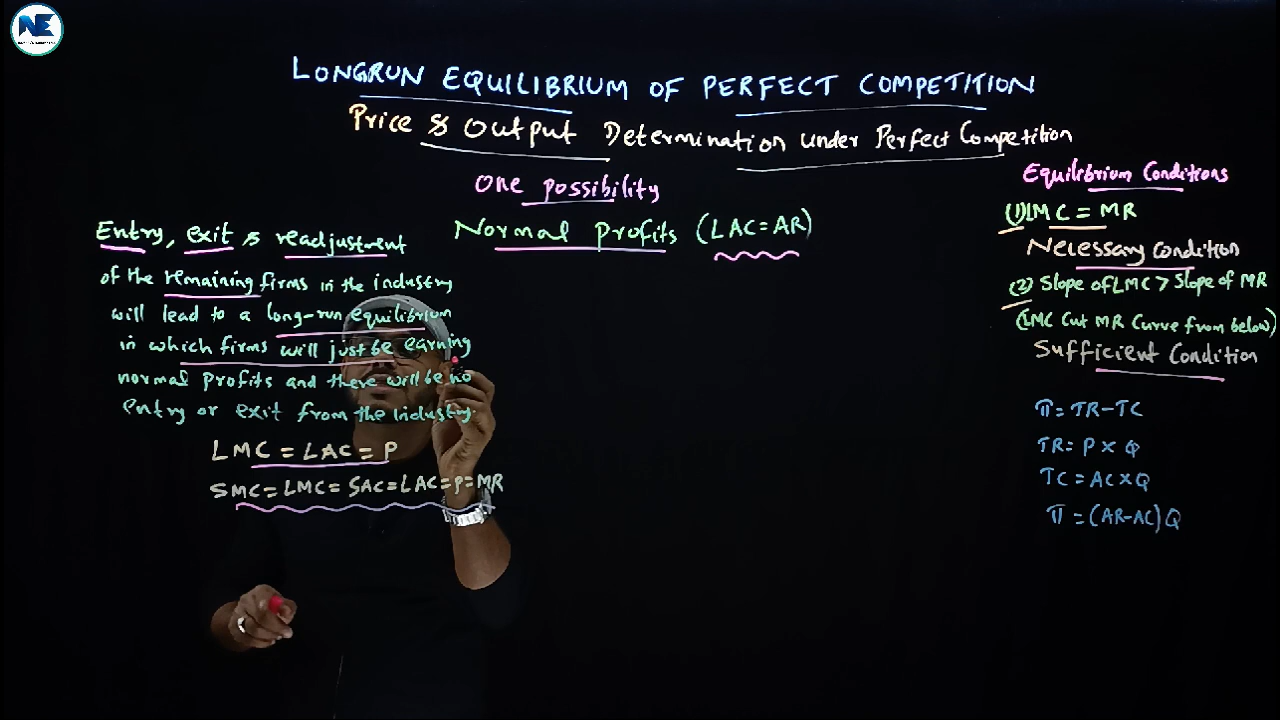 NE
LONGRUN EQUILIBRIUM OF PERFECT COMPETITION
Price & Output Determination under Perfect Competition
One possibility
Normal profits (LAC=AR)
Entry, exit & readjustment
of the remaining firms in the industry
will lead to a long-run equilibrium
in which firms will just be earning
normal profits and there will be no
entry or exit from the industry.
LMC = LAC = P
SMC = LMC = SAC = LAC = P = MR
Equilibrium Conditions
(1) LMC = MR
Necessary Condition
(2) Slope of LMC > Slope of MR
(LMC Cut MR Curve from below)
Sufficient Condition
π = TR - TC
TR = P × Q
TC = AC × Q
π = (AR-AC) Q